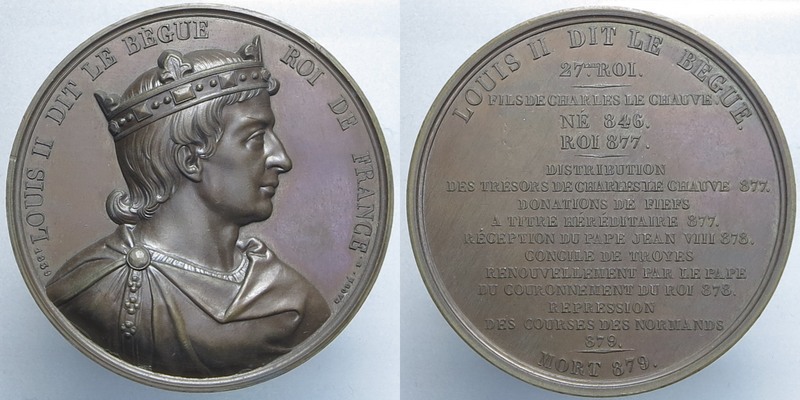 LOUIS II DIT LE BEGUE ROI DE FRANCE
LOUIS II DIT LE BEGUE.
27ME ROI.
FILS DE CHARLES LE CHAUVE.
NÉ 846.
ROI 877.
DISTRIBUTION
DES TRESORS DE CHARLES LE CHAUVE 877.
DONATIONS DE FIEFS
A TITRE HEREDITAIRE 877.
RÉCEPTION DU PAPE JEAN VIII 878.
CONCILE DE TROYES
RENOUVELLEMENT PAR LE PAPE
DU COURONNEMENT DU ROI 878.
REPRESSION
DES COURSES DES NORMANDS
879.
MORT 879.